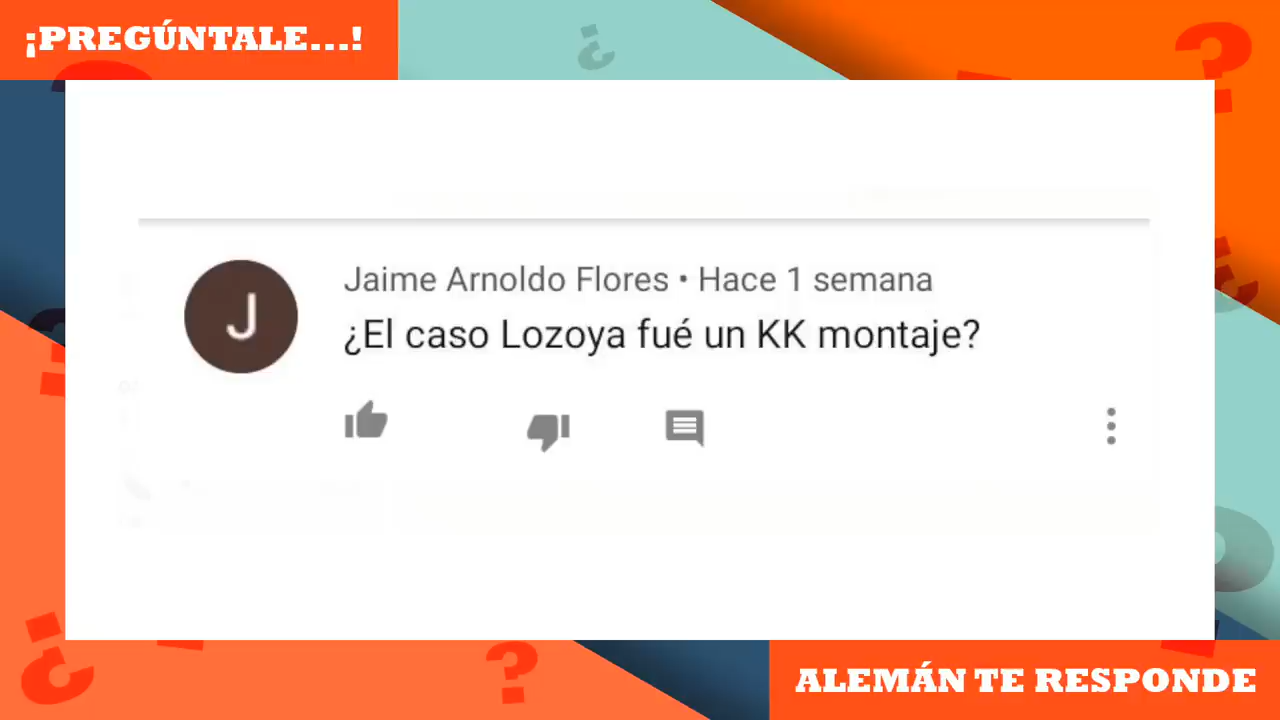 ¡PREGÚNTALE...!
Jaime Arnoldo Flores • Hace 1 semana
J
¿El caso Lozoya fué un KK montaje?
ALEMÁN TE RESPONDE